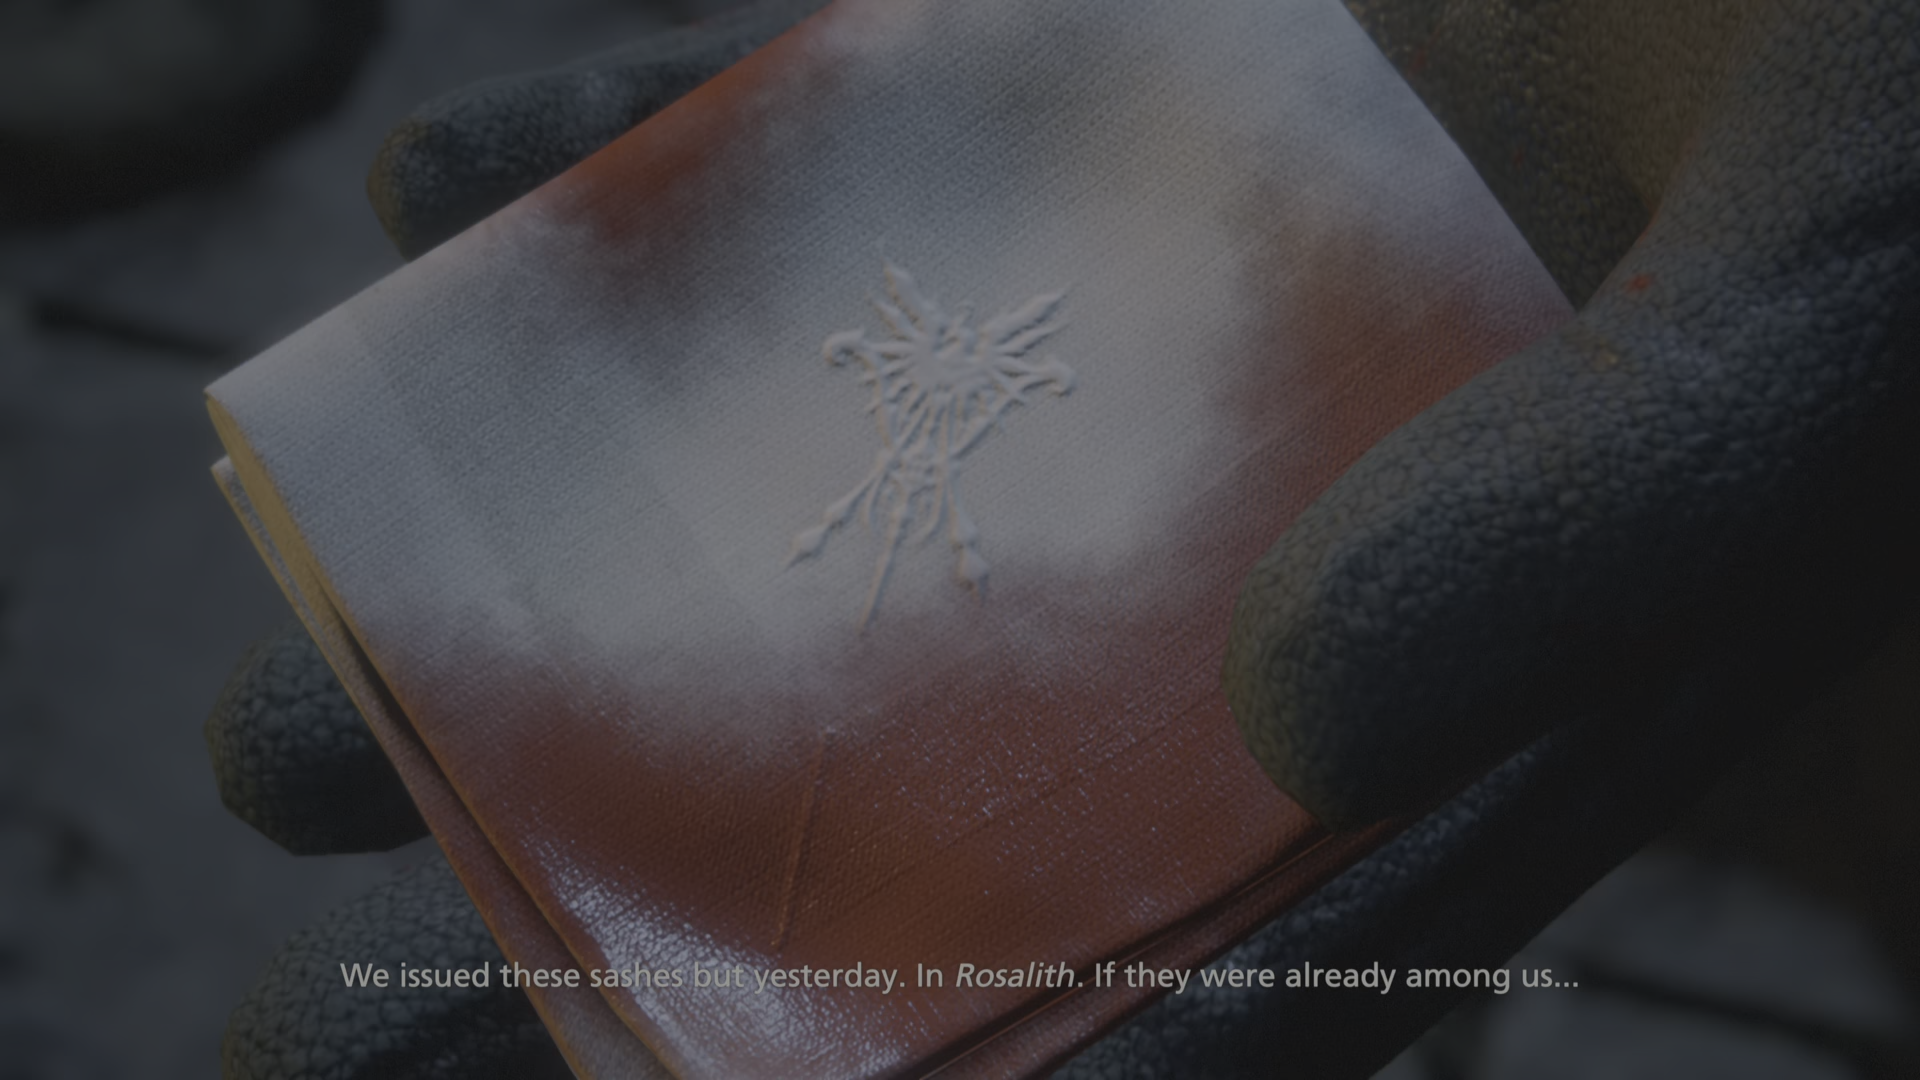 We issued these sashes but yesterday. In Rosalith. If they were already among us...